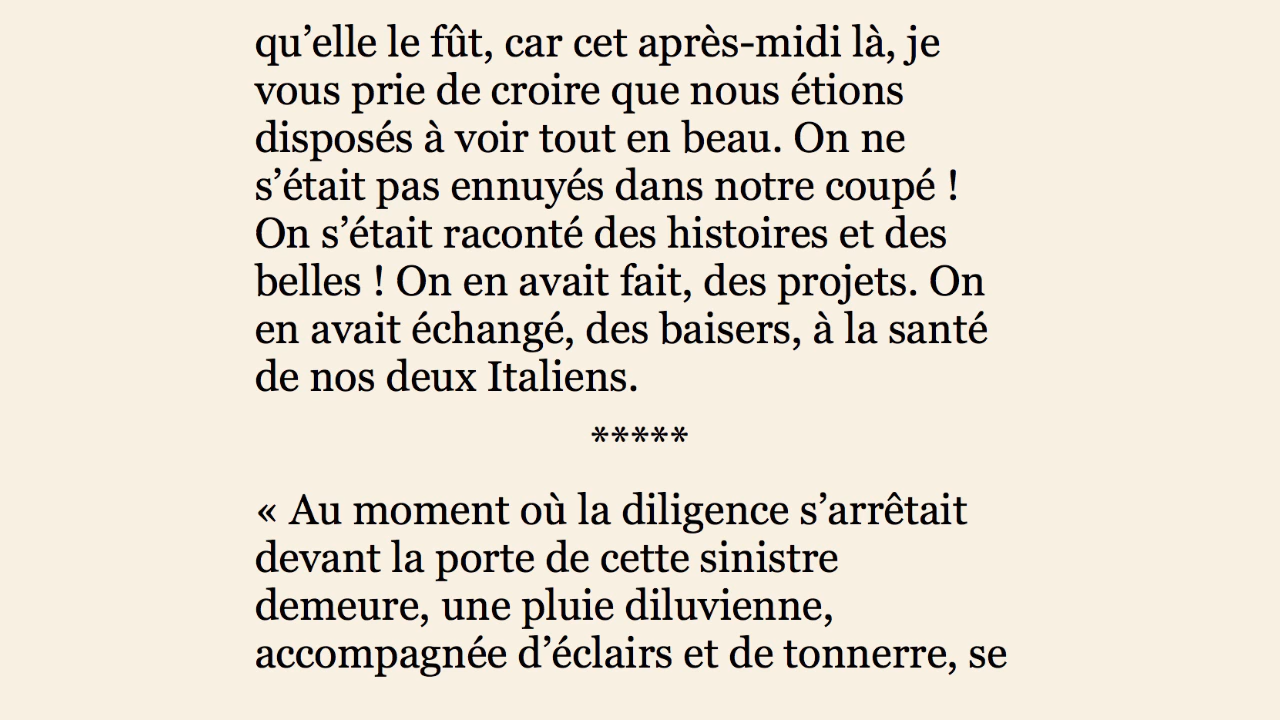 qu’elle le fût, car cet après-midi là, je
vous prie de croire que nous étions
disposés à voir tout en beau. On ne
s’était pas ennuyés dans notre coupé !
On s’était raconté des histoires et des
belles ! On en avait fait, des projets. On
en avait échangé, des baisers, à la santé
de nos deux Italiens.
*****
« Au moment où la diligence s’arrêtait
devant la porte de cette sinistre
demeure, une pluie diluvienne,
accompagnée d’éclairs et de tonnerre, se